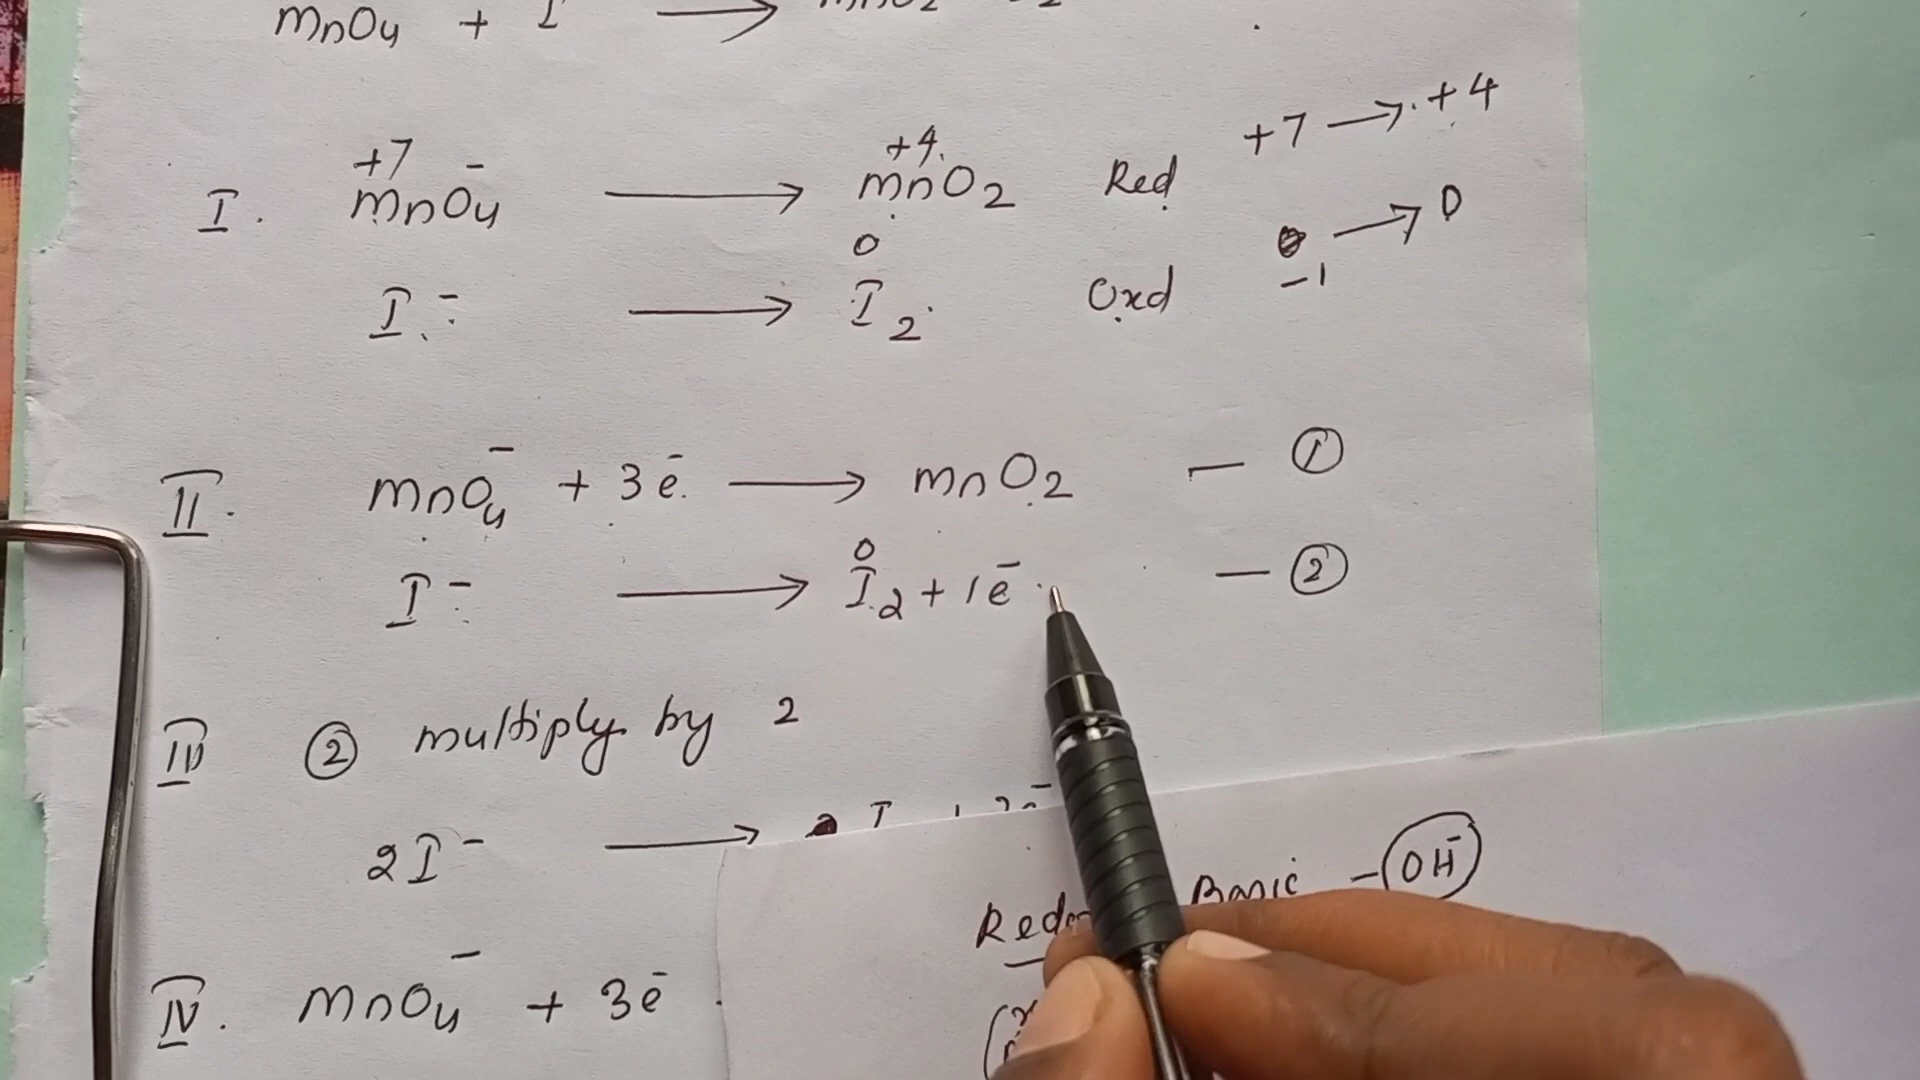 mnO4 + I →
+7 → +4
+7 +4
I. mnO4⁻ → mnO2 Red
-1 → 0
0
I⁻ → I2 Oxd
II. mnO4⁻ + 3e⁻ → mnO2 — ①
0
I⁻ → I2 + 1e⁻ — ②
III ② multiply by 2
2I⁻ →
Basic - OH⁻
IV. mnO4⁻ + 3e⁻